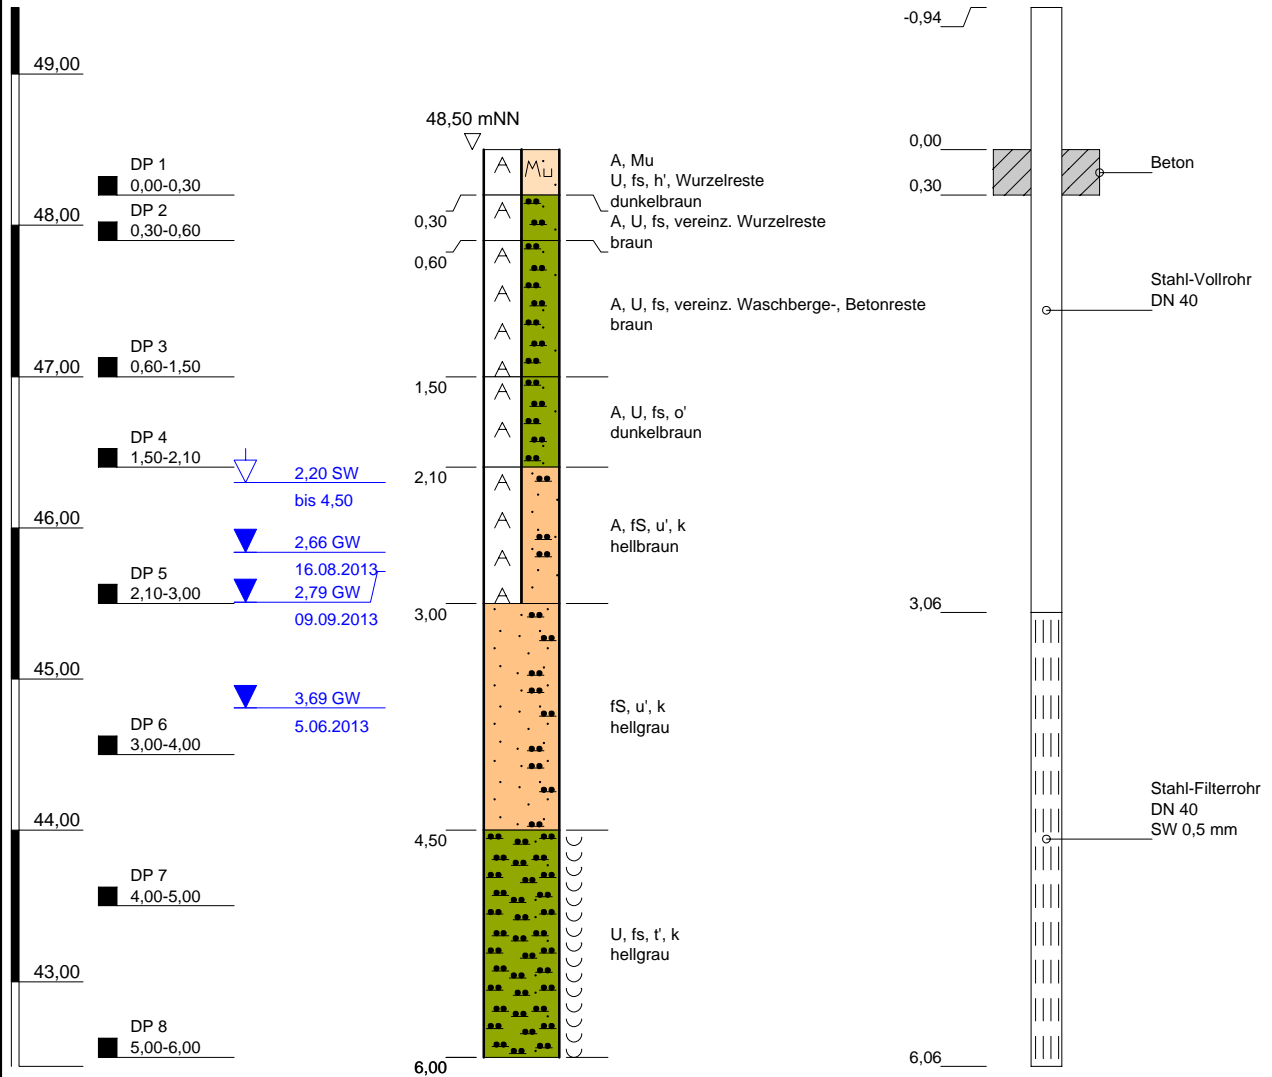 49,00
48,00
47,00
46,00
45,00
44,00
43,00
DP 1
0,00-0,30
DP 2
0,30-0,60
DP 3
0,60-1,50
DP 4
1,50-2,10
DP 5
2,10-3,00
DP 6
3,00-4,00
DP 7
4,00-5,00
DP 8
5,00-6,00
2,20 SW
bis 4,50
2,66 GW
16.08.2013
2,79 GW
09.09.2013
3,69 GW
5.06.2013
48,50 mNN
0,30
0,60
1,50
2,10
3,00
4,50
6,00
A
Mu
A
A
A
A
A
A
A
A
A
A
A
A, Mu
U, fs, h', Wurzelreste
dunkelbraun
A, U, fs, vereinz. Wurzelreste
braun
A, U, fs, vereinz. Waschberge-, Betonreste
braun
A, U, fs, o'
dunkelbraun
A, fS, u', k
hellbraun
fS, u', k
hellgrau
U, fs, t', k
hellgrau
-0,94
0,00
0,30
3,06
6,06
Beton
Stahl-Vollrohr
DN 40
Stahl-Filterrohr
DN 40
SW 0,5 mm